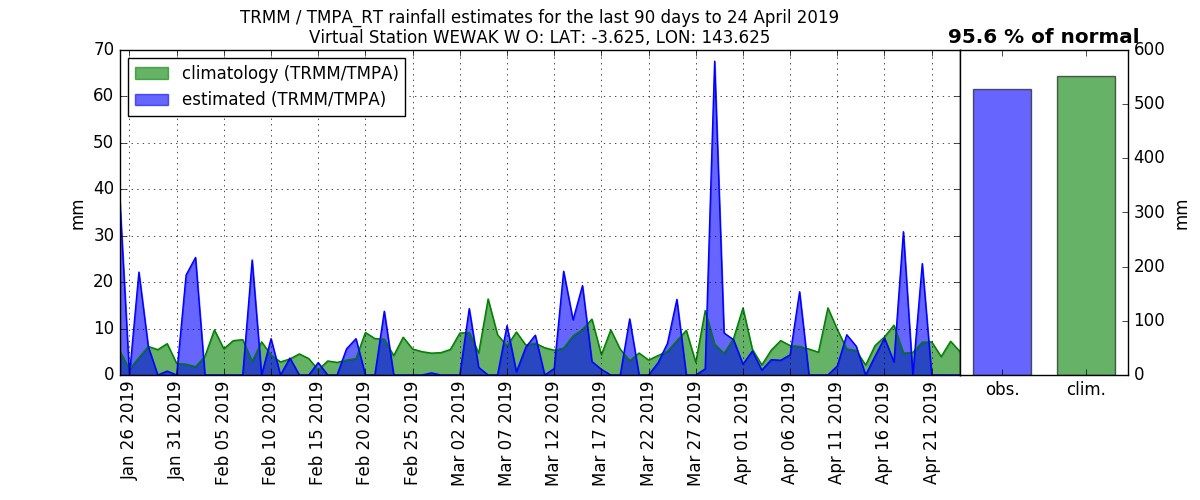 TRMM / TMPA_RT rainfall estimates for the last 90 days to 24 April 2019
Virtual Station WEWAK W O: LAT: -3.625, LON: 143.625
95.6 % of normal
climatology (TRMM/TMPA)
estimated (TRMM/TMPA)
mm
70
60
50
40
30
20
10
0
Jan 26 2019
Jan 31 2019
Feb 05 2019
Feb 10 2019
Feb 15 2019
Feb 20 2019
Feb 25 2019
Mar 02 2019
Mar 07 2019
Mar 12 2019
Mar 17 2019
Mar 22 2019
Mar 27 2019
Apr 01 2019
Apr 06 2019
Apr 11 2019
Apr 16 2019
Apr 21 2019
obs.
clim.
600
500
400
300
200
100
0
mm